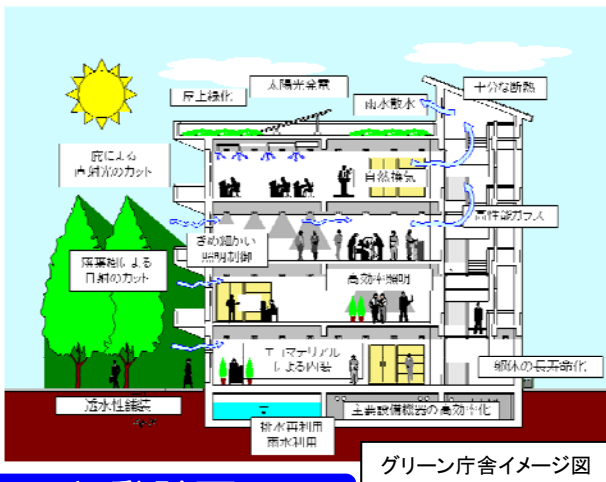 屋上緑化
太陽光発電
雨水散水
十分な断熱
庇による
直射光のカット
自然換気
高性能ガラス
きめ細かい
照明制御
落葉樹による
日射のカット
高効率照明
エコマテリアル
による内装
躯体の長寿命化
透水性舗装
排水再利用
雨水利用
主要設備機器の高効率化
グリーン庁舎イメージ図